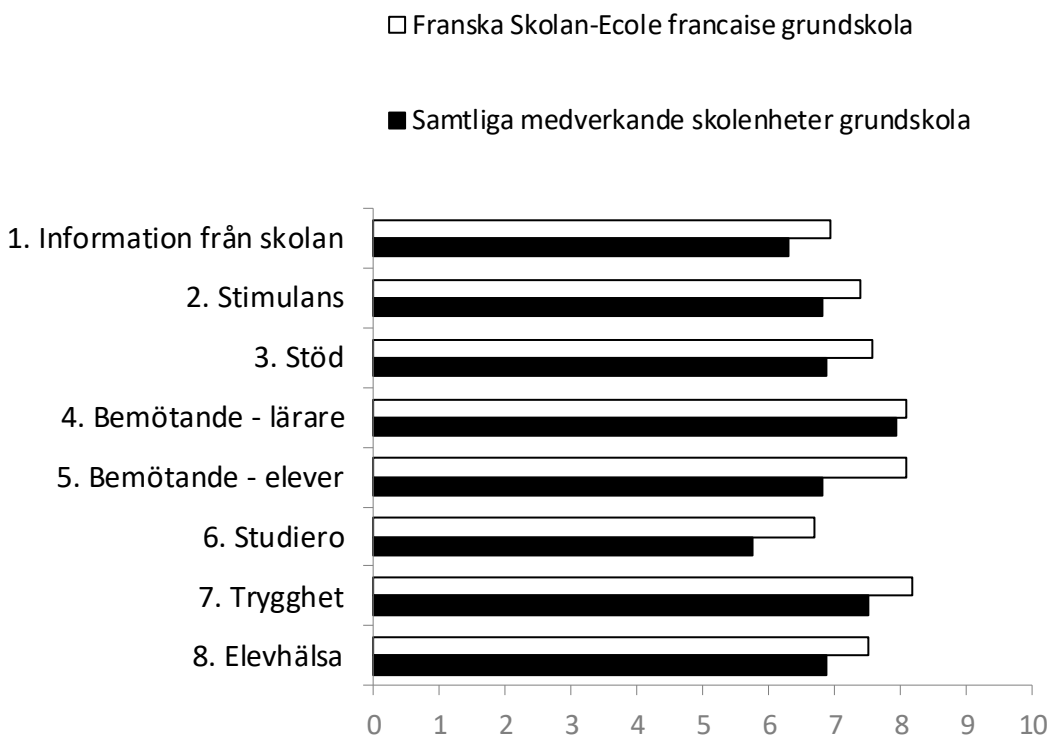 Franska Skolan-Ecole francaise grundskola
Samtliga medverkande skolenheter grundskola
1. Information från skolan
2. Stimulans
3. Stöd
4. Bemötande - lärare
5. Bemötande - elever
6. Studiero
7. Trygghet
8. Elevhälsa
0 1 2 3 4 5 6 7 8 9 10